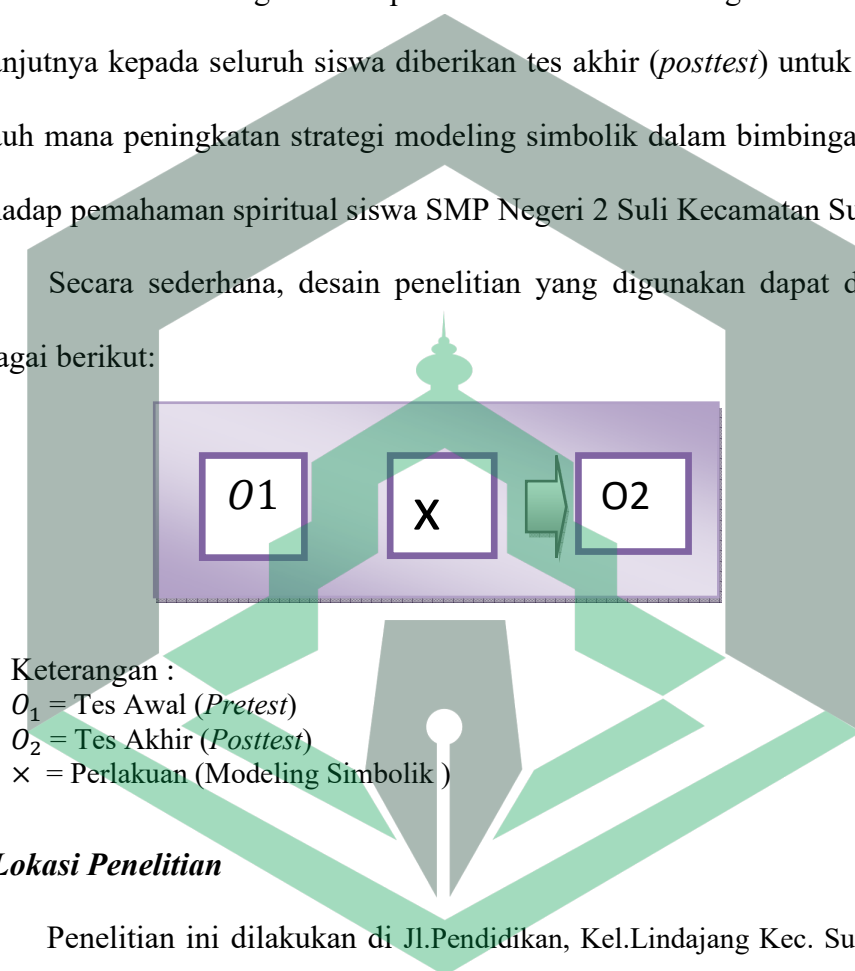 anjutnya kepada seluruh siswa diberikan tes akhir (posttest) untuk
auh mana peningkatan strategi modeling simbolik dalam bimbinga
hadap pemahaman spiritual siswa SMP Negeri 2 Suli Kecamatan Su
Secara sederhana, desain penelitian yang digunakan dapat d
agai berikut:
O1 X O2
Keterangan :
O₁ = Tes Awal (Pretest)
O₂ = Tes Akhir (Posttest)
× = Perlakuan (Modeling Simbolik )
Lokasi Penelitian
Penelitian ini dilakukan di Jl.Pendidikan, Kel.Lindajang Kec. Su